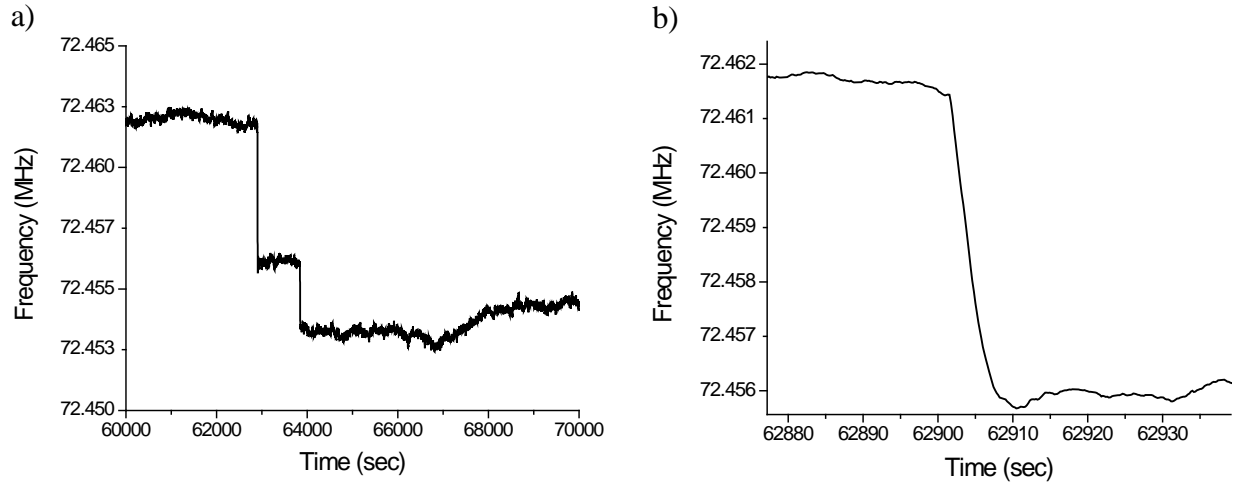 a)
72.465
72.463
72.460
72.457
72.455
72.453
72.450
Frequency (MHz)
60000 62000 64000 66000 68000 70000
Time (sec)
b)
72.462
72.461
72.460
72.459
72.458
72.457
72.456
Frequency (MHz)
62880 62890 62900 62910 62920 62930
Time (sec)